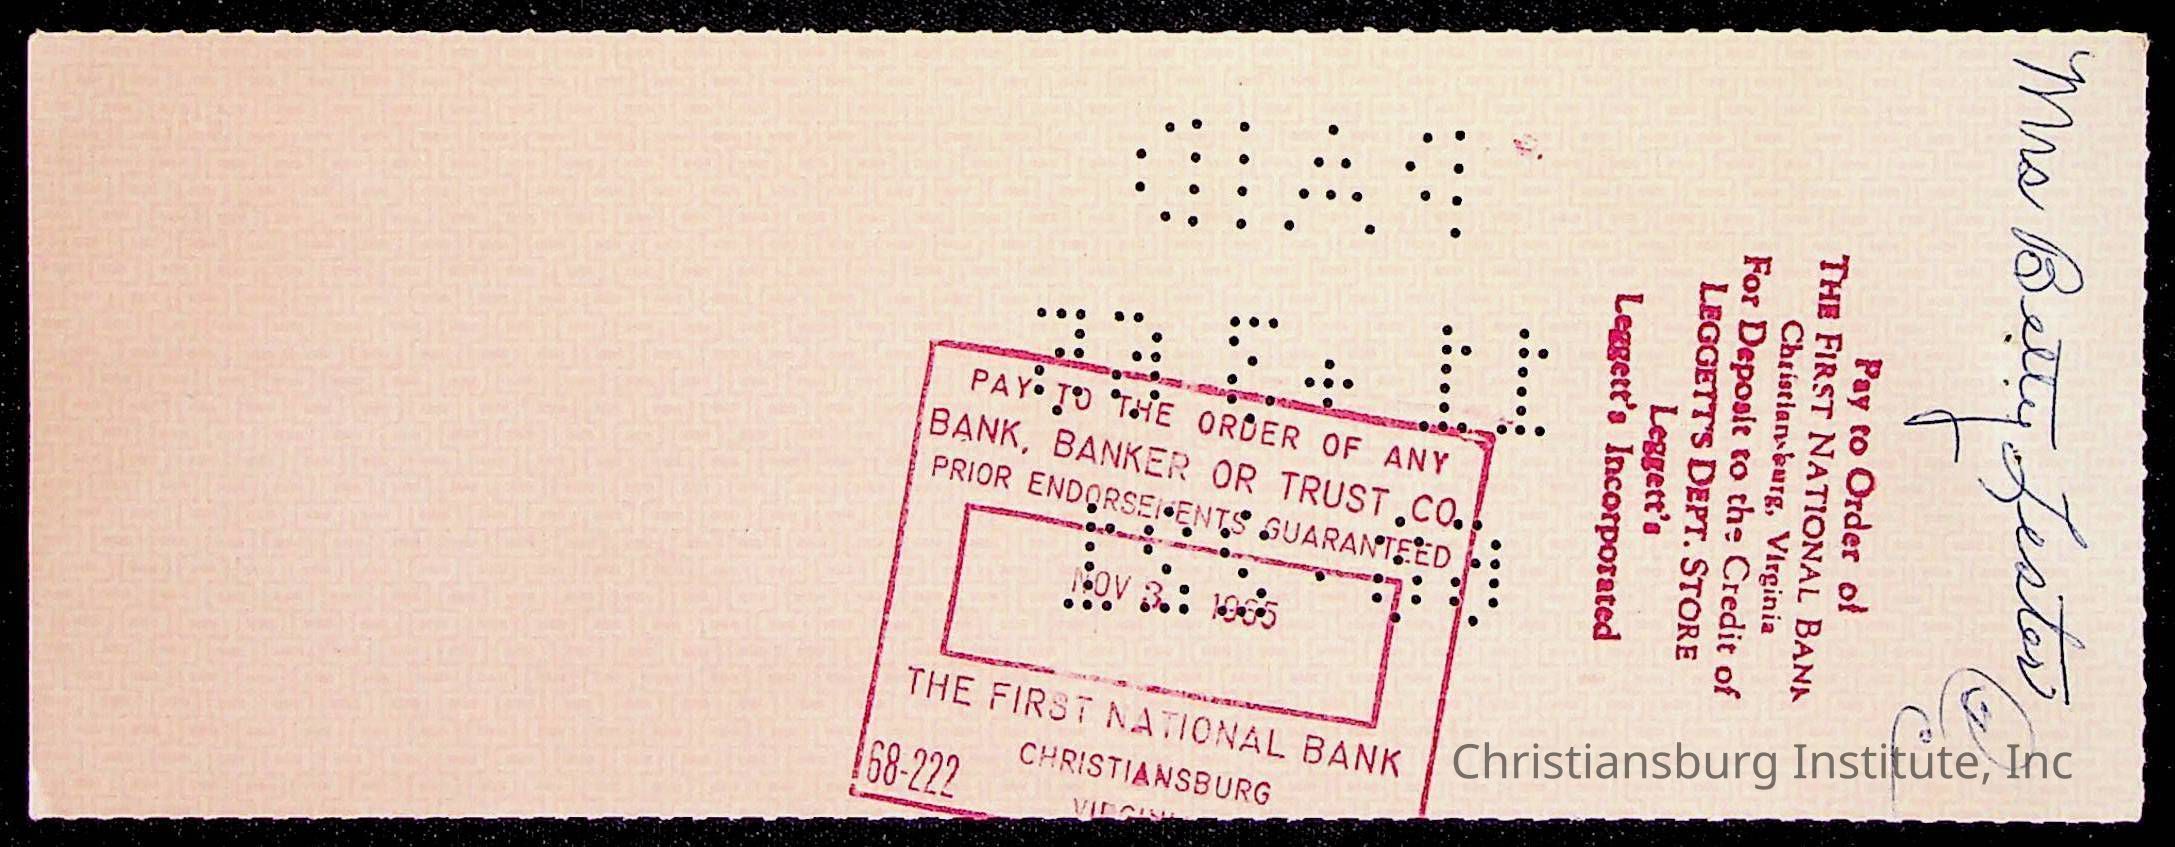 Mrs Betty Lester
Pay to Order of
THE FIRST NATIONAL BANK
Christiansburg, Virginia
For Deposit to the Credit of
LEGGETT'S DEPT. STORE
Leggett's
Leggett's Incorporated
PAID
PAY TO THE ORDER OF ANY
BANK, BANKER OR TRUST CO.
PRIOR ENDORSEMENTS GUARANTEED
NOV 3 1965
THE FIRST NATIONAL BANK
68-222
CHRISTIANSBURG
Christiansburg Institute, Inc